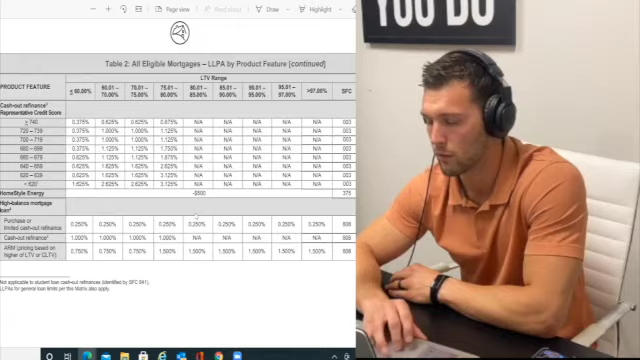 Page view
Read aloud
Draw
Highlight
YOU DO
Table 2: All Eligible Mortgages – LLPA by Product Feature (continued)
LTV Range
PRODUCT FEATURE
≤ 60.00% 60.01 – 70.00% 70.01 – 75.00% 75.01 – 80.00% 80.01 – 85.00% 85.01 – 90.00% 90.01 – 95.00% 95.01 – 97.00% >97.00% SFC
Cash-out refinance
Representative Credit Score
≥ 740 0.375% 0.625% 0.625% 0.875% N/A N/A N/A N/A N/A 003
720 – 739 0.375% 1.000% 1.000% 1.125% N/A N/A N/A N/A N/A 003
700 – 719 0.375% 1.000% 1.000% 1.125% N/A N/A N/A N/A N/A 003
680 – 699 0.375% 1.125% 1.125% 1.750% N/A N/A N/A N/A N/A 003
660 – 679 0.625% 1.125% 1.125% 1.875% N/A N/A N/A N/A N/A 003
640 – 659 0.625% 1.625% 1.625% 2.625% N/A N/A N/A N/A N/A 003
620 – 639 0.625% 1.625% 1.625% 3.125% N/A N/A N/A N/A N/A 003
< 620 1.625% 2.625% 2.625% 3.125% N/A N/A N/A N/A N/A 003
HomeStyle Energy -$500 375
High-balance mortgage
loan
Purchase or
limited cash-out refinance 0.250% 0.250% 0.250% 0.250% 0.250% 0.250% 0.250% 0.250% 0.250% 808
Cash-out refinance 1.000% 1.000% 1.000% 1.000% N/A N/A N/A N/A N/A 808
ARM (pricing based on
higher of LTV or CLTV) 0.750% 0.750% 0.750% 1.500% 1.500% 1.500% 1.500% 1.500% 1.500% 808
Not applicable to student loan cash-out refinances (identified by SFC 841).
LLPAs for general loan limits per this Matrix also apply.